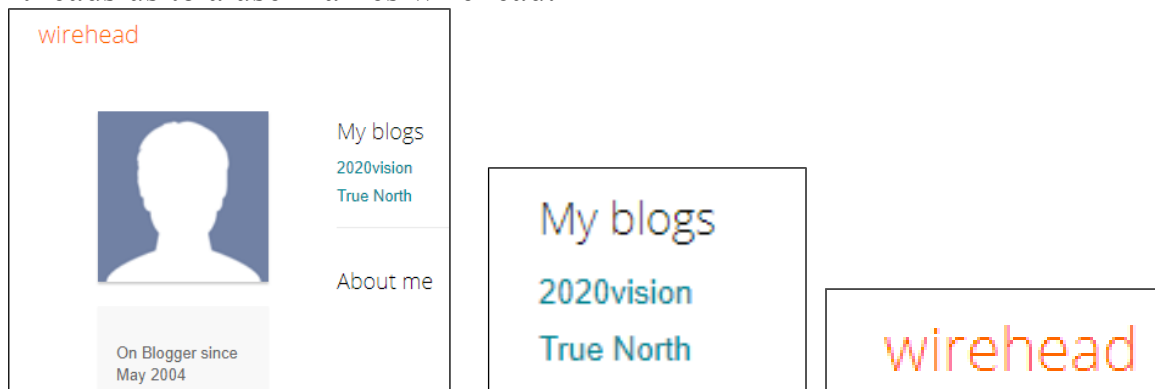 wirehead
My blogs
2020vision
True North
About me
On Blogger since
May 2004
My blogs
2020vision
True North
wirehead